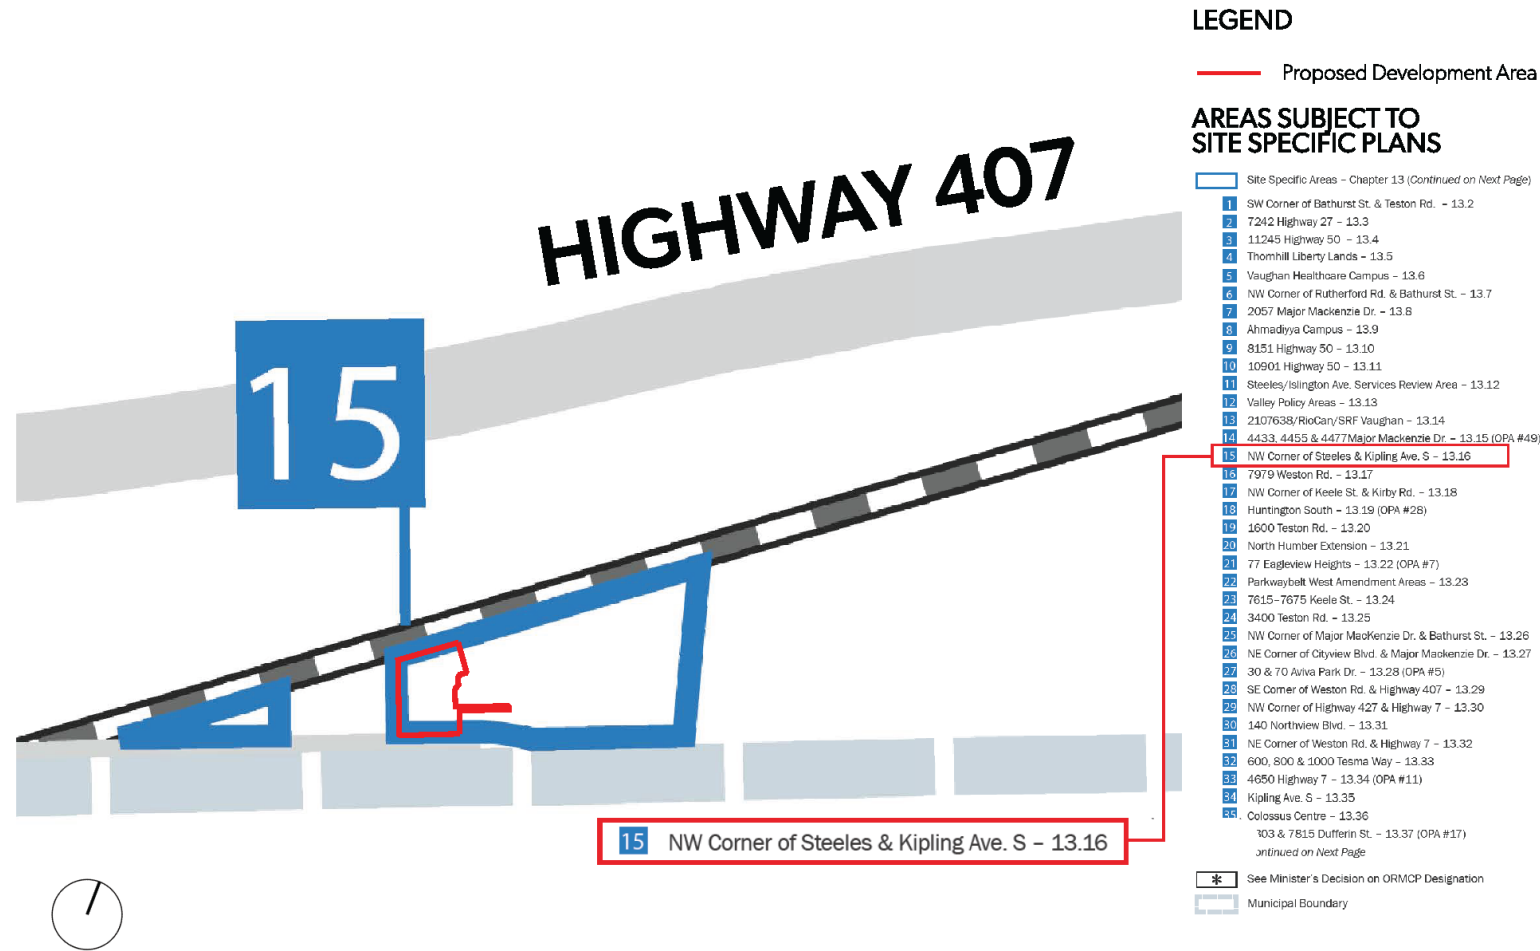 HIGHWAY 407
15
15 NW Corner of Steeles & Kipling Ave. S – 13.16
LEGEND
Proposed Development Area
AREAS SUBJECT TO
SITE SPECIFIC PLANS
Site Specific Areas – Chapter 13 (Continued on Next Page)
1 SW Corner of Bathurst St. & Teston Rd. – 13.2
2 7242 Highway 27 – 13.3
3 11245 Highway 50 – 13.4
4 Thornhill Liberty Lands – 13.5
5 Vaughan Healthcare Campus – 13.6
6 NW Corner of Rutherford Rd. & Bathurst St. – 13.7
7 2057 Major Mackenzie Dr. – 13.8
8 Ahmadiyya Campus – 13.9
9 8151 Highway 50 – 13.10
10 10901 Highway 50 – 13.11
11 Steeles/Islington Ave. Services Review Area – 13.12
12 Valley Policy Areas – 13.13
13 2107638/RioCan/SRF Vaughan – 13.14
14 4433, 4455 & 4477Major Mackenzie Dr. – 13.15 (OPA #49)
15 NW Corner of Steeles & Kipling Ave. S – 13.16
16 7979 Weston Rd. – 13.17
17 NW Corner of Keele St. & Kirby Rd. – 13.18
18 Huntington South – 13.19 (OPA #28)
19 1600 Teston Rd. – 13.20
20 North Humber Extension – 13.21
21 77 Eagleview Heights – 13.22 (OPA #7)
22 Parkwaybelt West Amendment Areas – 13.23
23 7615–7675 Keele St. – 13.24
24 3400 Teston Rd. – 13.25
25 NW Corner of Major MacKenzie Dr. & Bathurst St. – 13.26
26 NE Corner of Cityview Blvd. & Major Mackenzie Dr. – 13.27
27 30 & 70 Aviva Park Dr. – 13.28 (OPA #5)
28 SE Corner of Weston Rd. & Highway 407 – 13.29
29 NW Corner of Highway 427 & Highway 7 – 13.30
30 140 Northview Blvd. – 13.31
31 NE Corner of Weston Rd. & Highway 7 – 13.32
32 600, 800 & 1000 Tesma Way – 13.33
33 4650 Highway 7 – 13.34 (OPA #11)
34 Kipling Ave. S – 13.35
35 Colossus Centre – 13.36
& 7815 Dufferin St. – 13.37 (OPA #17)
on Next Page
* See Minister's Decision on ORMCP Designation
Municipal Boundary